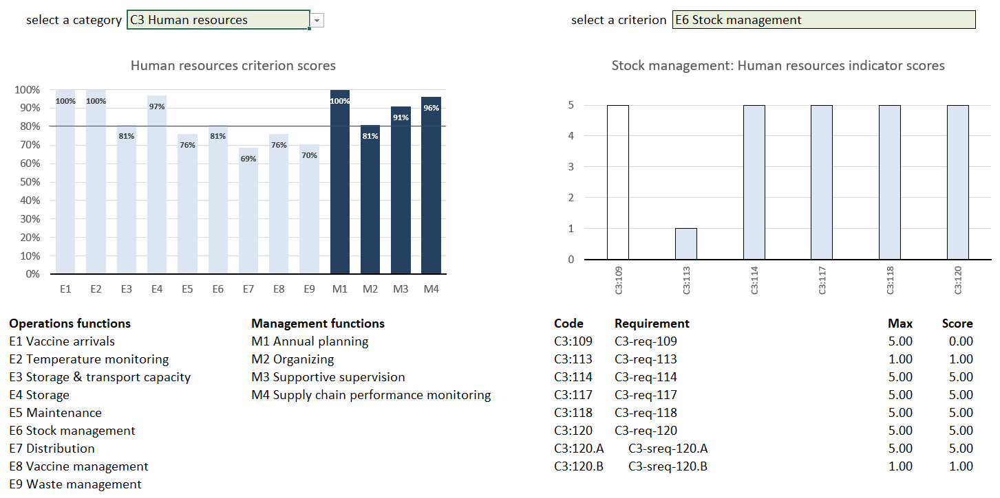 select a category C3 Human resources
select a criterion E6 Stock management
Human resources criterion scores
100%
90%
80%
70%
60%
50%
40%
30%
20%
10%
0%
100% 100% 81% 97% 76% 81% 69% 76% 70% 100% 81% 91% 96%
E1 E2 E3 E4 E5 E6 E7 E8 E9 M1 M2 M3 M4
Stock management: Human resources indicator scores
5
4
3
2
1
0
C3:109 C3:113 C3:114 C3:117 C3:118 C3:120
Operations functions
E1 Vaccine arrivals
E2 Temperature monitoring
E3 Storage & transport capacity
E4 Storage
E5 Maintenance
E6 Stock management
E7 Distribution
E8 Vaccine management
E9 Waste management
Management functions
M1 Annual planning
M2 Organizing
M3 Supportive supervision
M4 Supply chain performance monitoring
Code Requirement Max Score
C3:109 C3-req-109 5.00 0.00
C3:113 C3-req-113 1.00 1.00
C3:114 C3-req-114 5.00 5.00
C3:117 C3-req-117 5.00 5.00
C3:118 C3-req-118 5.00 5.00
C3:120 C3-req-120 5.00 5.00
C3:120.A C3-sreq-120.A 5.00 5.00
C3:120.B C3-sreq-120.B 1.00 1.00